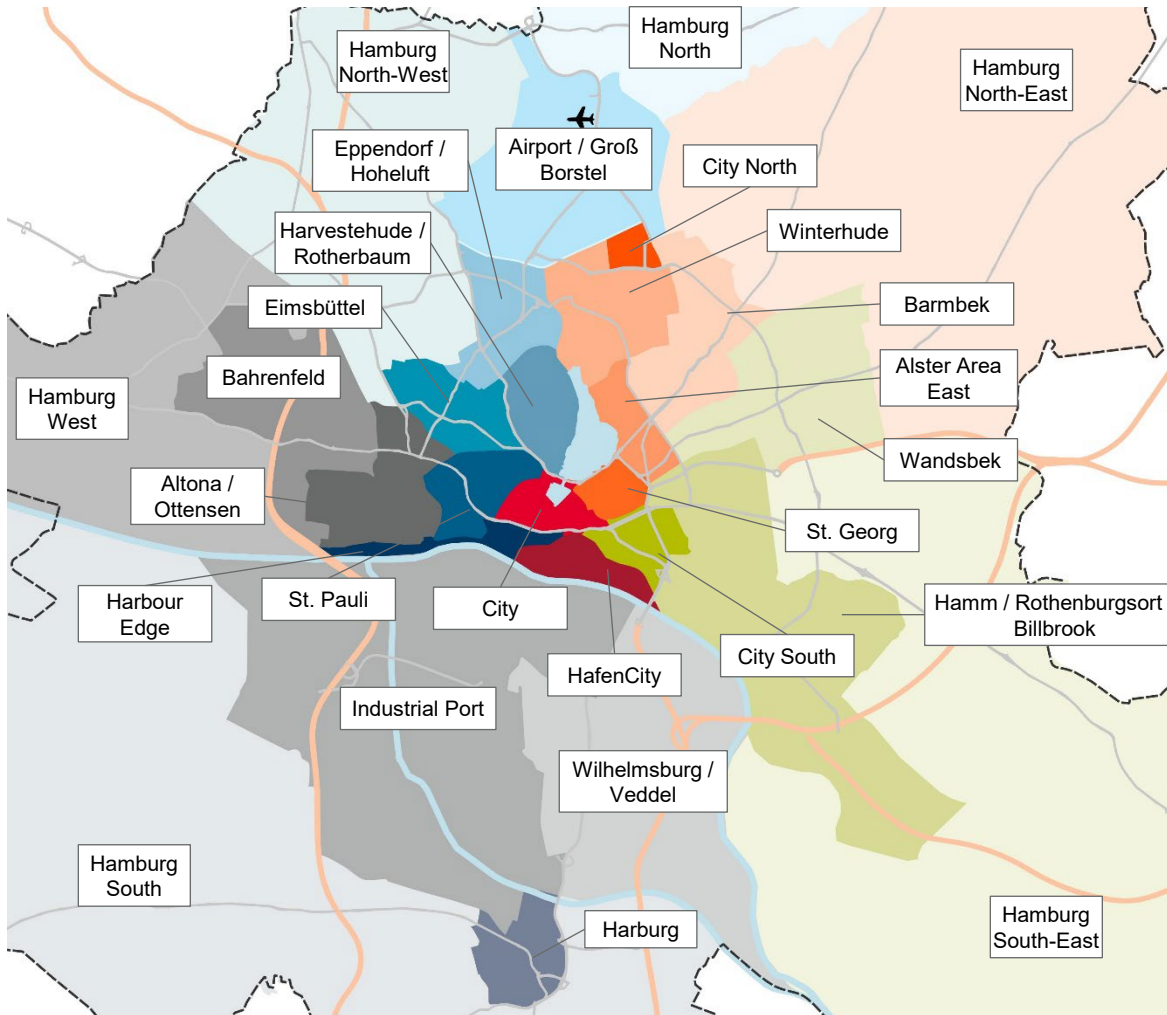 Hamburg
North
Hamburg
North-West
Hamburg
North-East
Eppendorf /
Hoheluft
Airport / Groß
Borstel
City North
Harvestehude /
Rotherbaum
Winterhude
Eimsbüttel
Barmbek
Bahrenfeld
Alster Area
East
Hamburg
West
Wandsbek
Altona /
Ottensen
St. Georg
Harbour
Edge
St. Pauli
City
Hamm / Rothenburgsort
Billbrook
City South
HafenCity
Industrial Port
Wilhelmsburg /
Veddel
Hamburg
South
Harburg
Hamburg
South-East